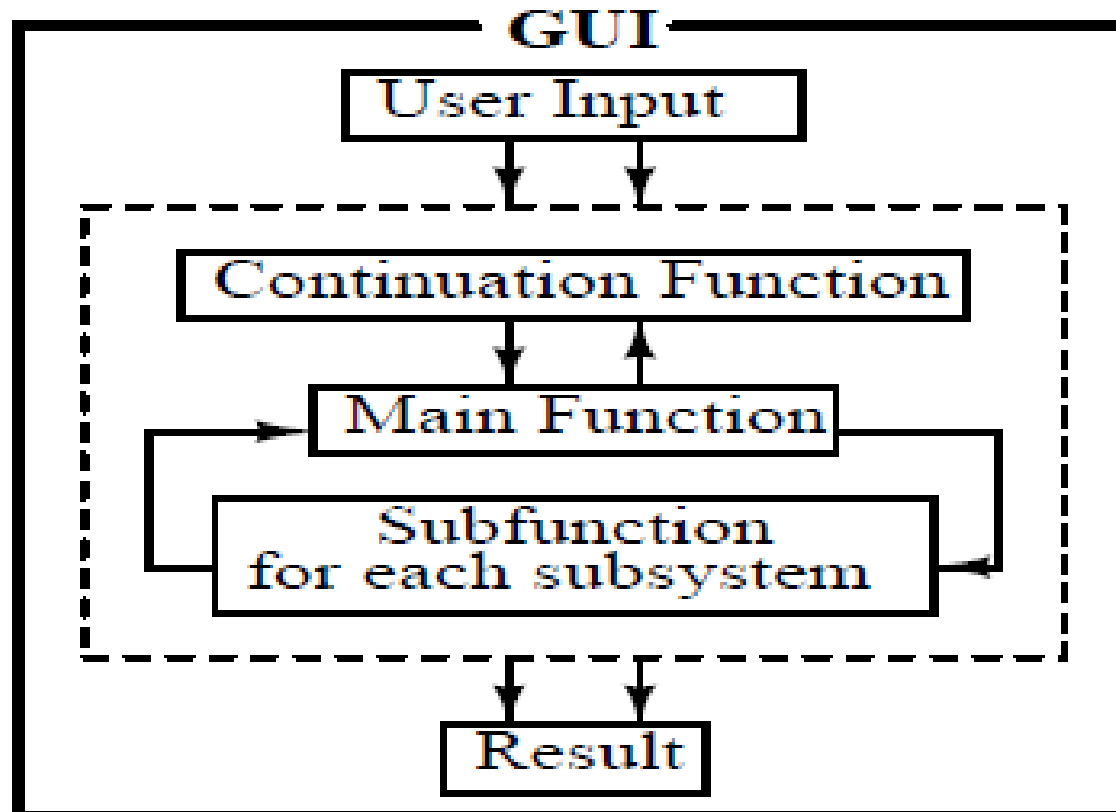 GUI
User Input
Continuation Function
Main Function
Subfunction
for each subsystem
Result